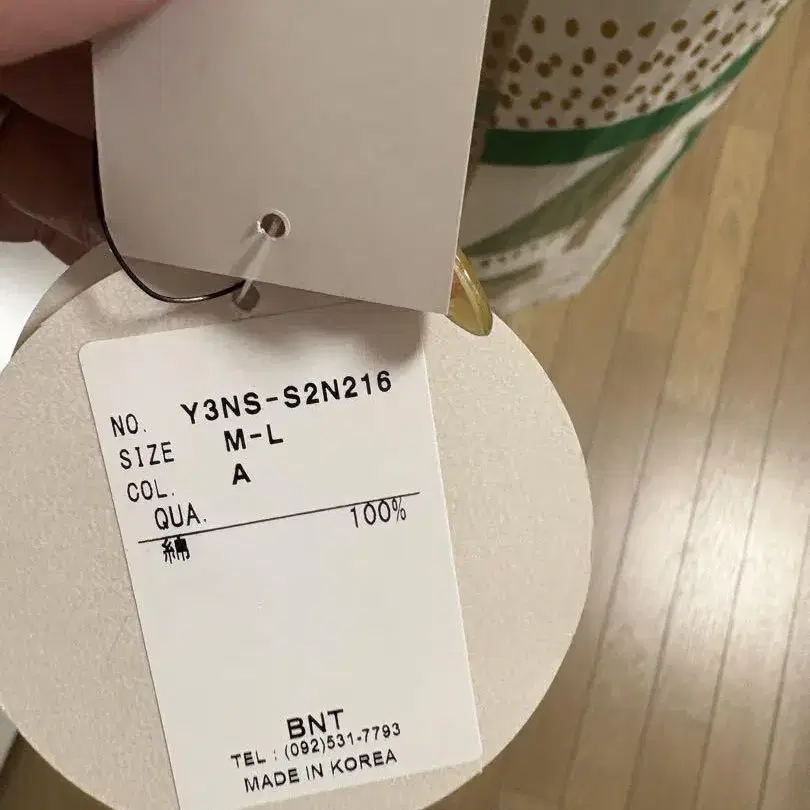 NO. Y3NS-S2N216
SIZE M-L
COL. A
QUA.
綿 100%
BNT
TEL : (092)531-7793
MADE IN KOREA